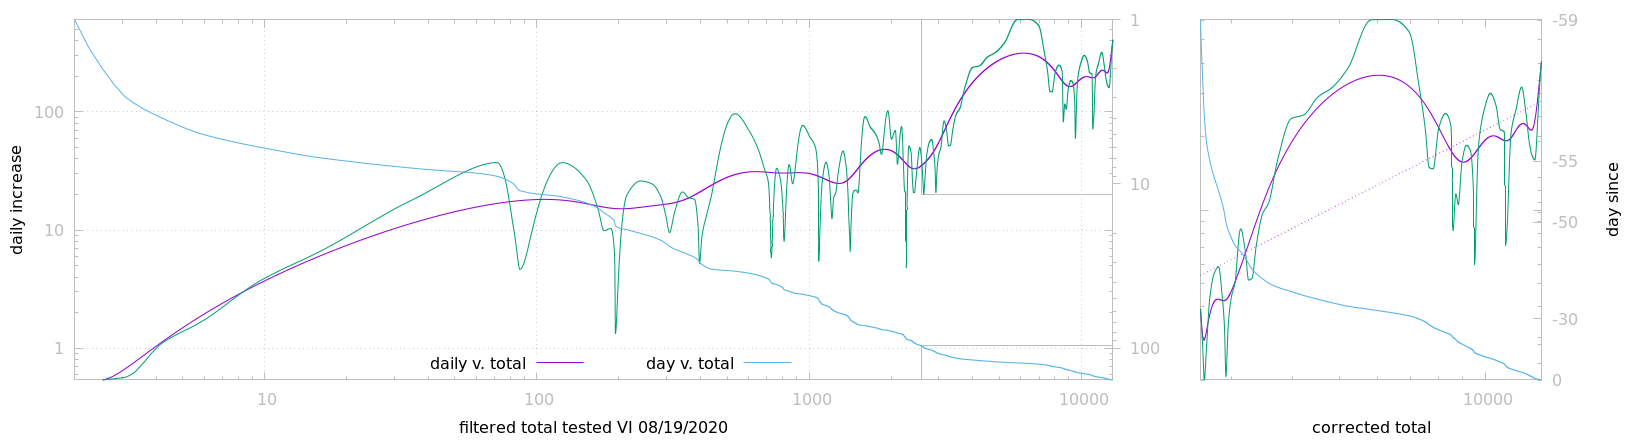 daily increase
100
10
1
daily v. total
day v. total
10
100
1000
10000
filtered total tested VI 08/19/2020
1
10
100
-59
-55
-50
-30
0
day since
10000
corrected total